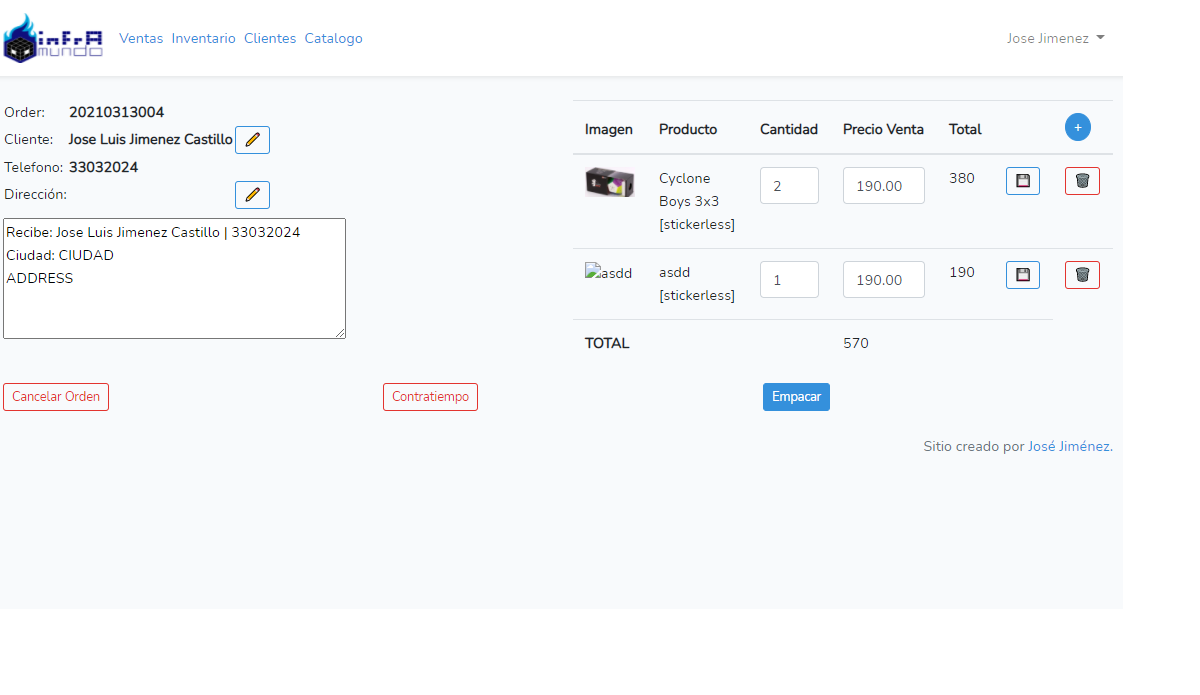 infra
mundo
Ventas Inventario Clientes Catalogo
Jose Jimenez
Order: 20210313004
Cliente: Jose Luis Jimenez Castillo
Telefono: 33032024
Dirección:
Recibe: Jose Luis Jimenez Castillo | 33032024
Ciudad: CIUDAD
ADDRESS
Imagen Producto Cantidad Precio Venta Total +
Cyclone 2 190.00 380
Boys 3x3
[stickerless]
asdd asdd 1 190.00 190
[stickerless]
TOTAL 570
Cancelar Orden Contratiempo Empacar
Sitio creado por José Jiménez.